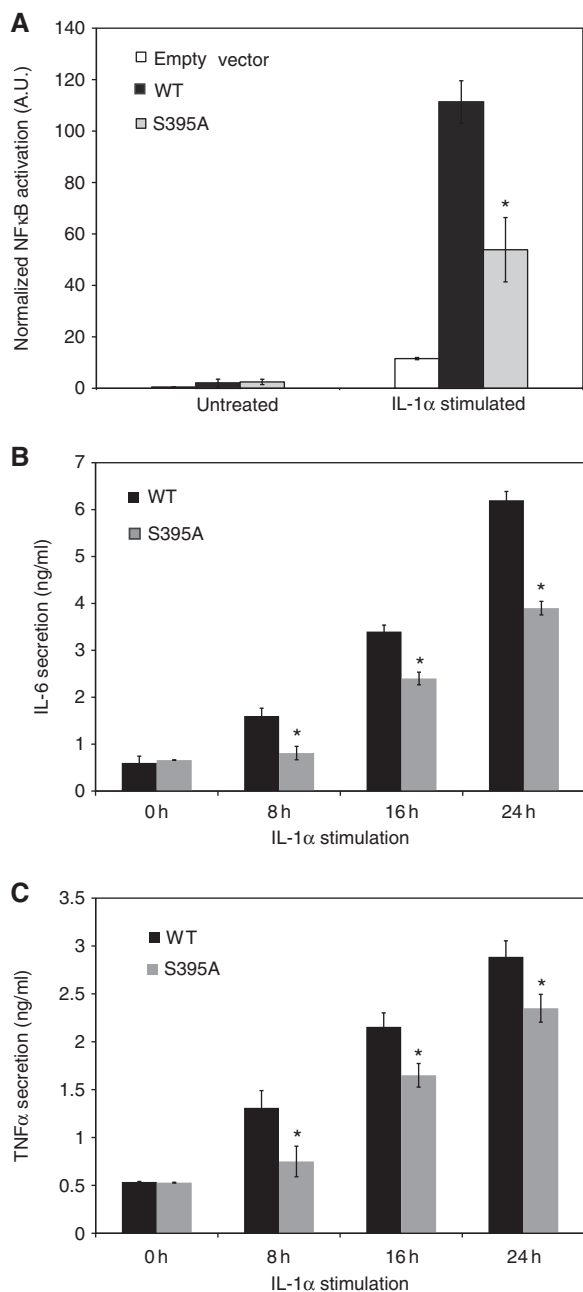 A
140
120
100
80
60
40
20
0
Normalized NFκB activation (A.U.)
Empty vector
WT
S395A
*
Untreated
IL-1α stimulated
B
7
6
5
4
3
2
1
0
IL-6 secretion (ng/ml)
WT
S395A
*
*
*
0 h
8 h
16 h
24 h
IL-1α stimulation
C
3.5
3
2.5
2
1.5
1
0.5
0
TNFα secretion (ng/ml)
WT
S395A
*
*
*
0 h
8 h
16 h
24 h
IL-1α stimulation